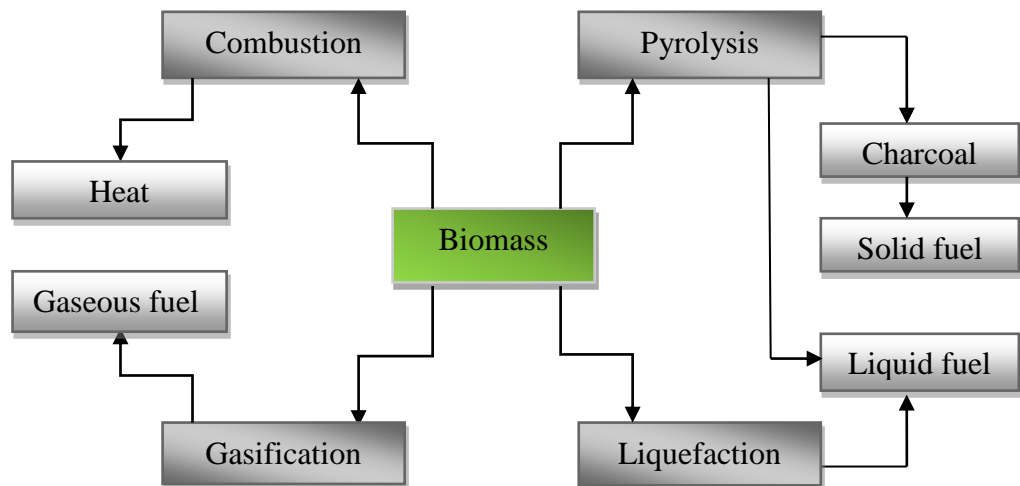 Combustion
Pyrolysis
Charcoal
Heat
Biomass
Solid fuel
Gaseous fuel
Liquid fuel
Gasification
Liquefaction